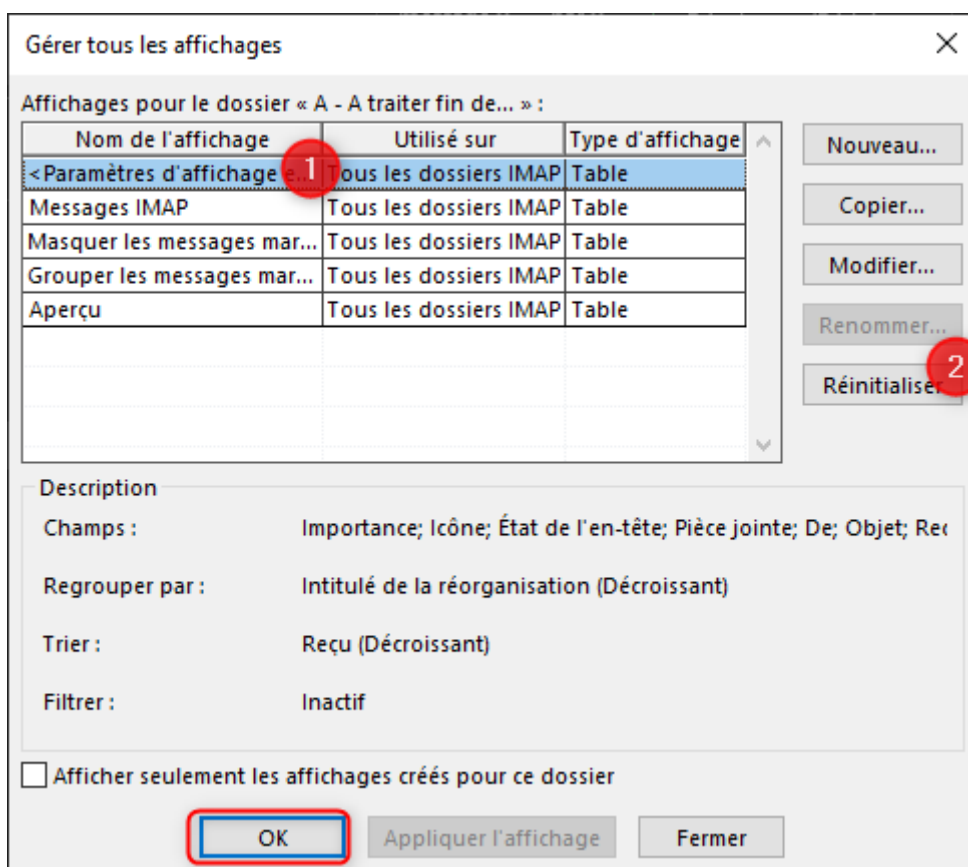 Gérer tous les affichages
Affichages pour le dossier « A - A traiter fin de... » :
Nom de l'affichage Utilisé sur Type d'affichage
<Paramètres d'affichage e... 1 Tous les dossiers IMAP Table
Messages IMAP Tous les dossiers IMAP Table
Masquer les messages mar... Tous les dossiers IMAP Table
Grouper les messages mar... Tous les dossiers IMAP Table
Aperçu Tous les dossiers IMAP Table
Nouveau...
Copier...
Modifier...
Renommer...
2
Réinitialiser
Description
Champs : Importance; Icône; État de l'en-tête; Pièce jointe; De; Objet; Reç
Regrouper par : Intitulé de la réorganisation (Décroissant)
Trier : Reçu (Décroissant)
Filtrer : Inactif
Afficher seulement les affichages créés pour ce dossier
OK Appliquer l'affichage Fermer